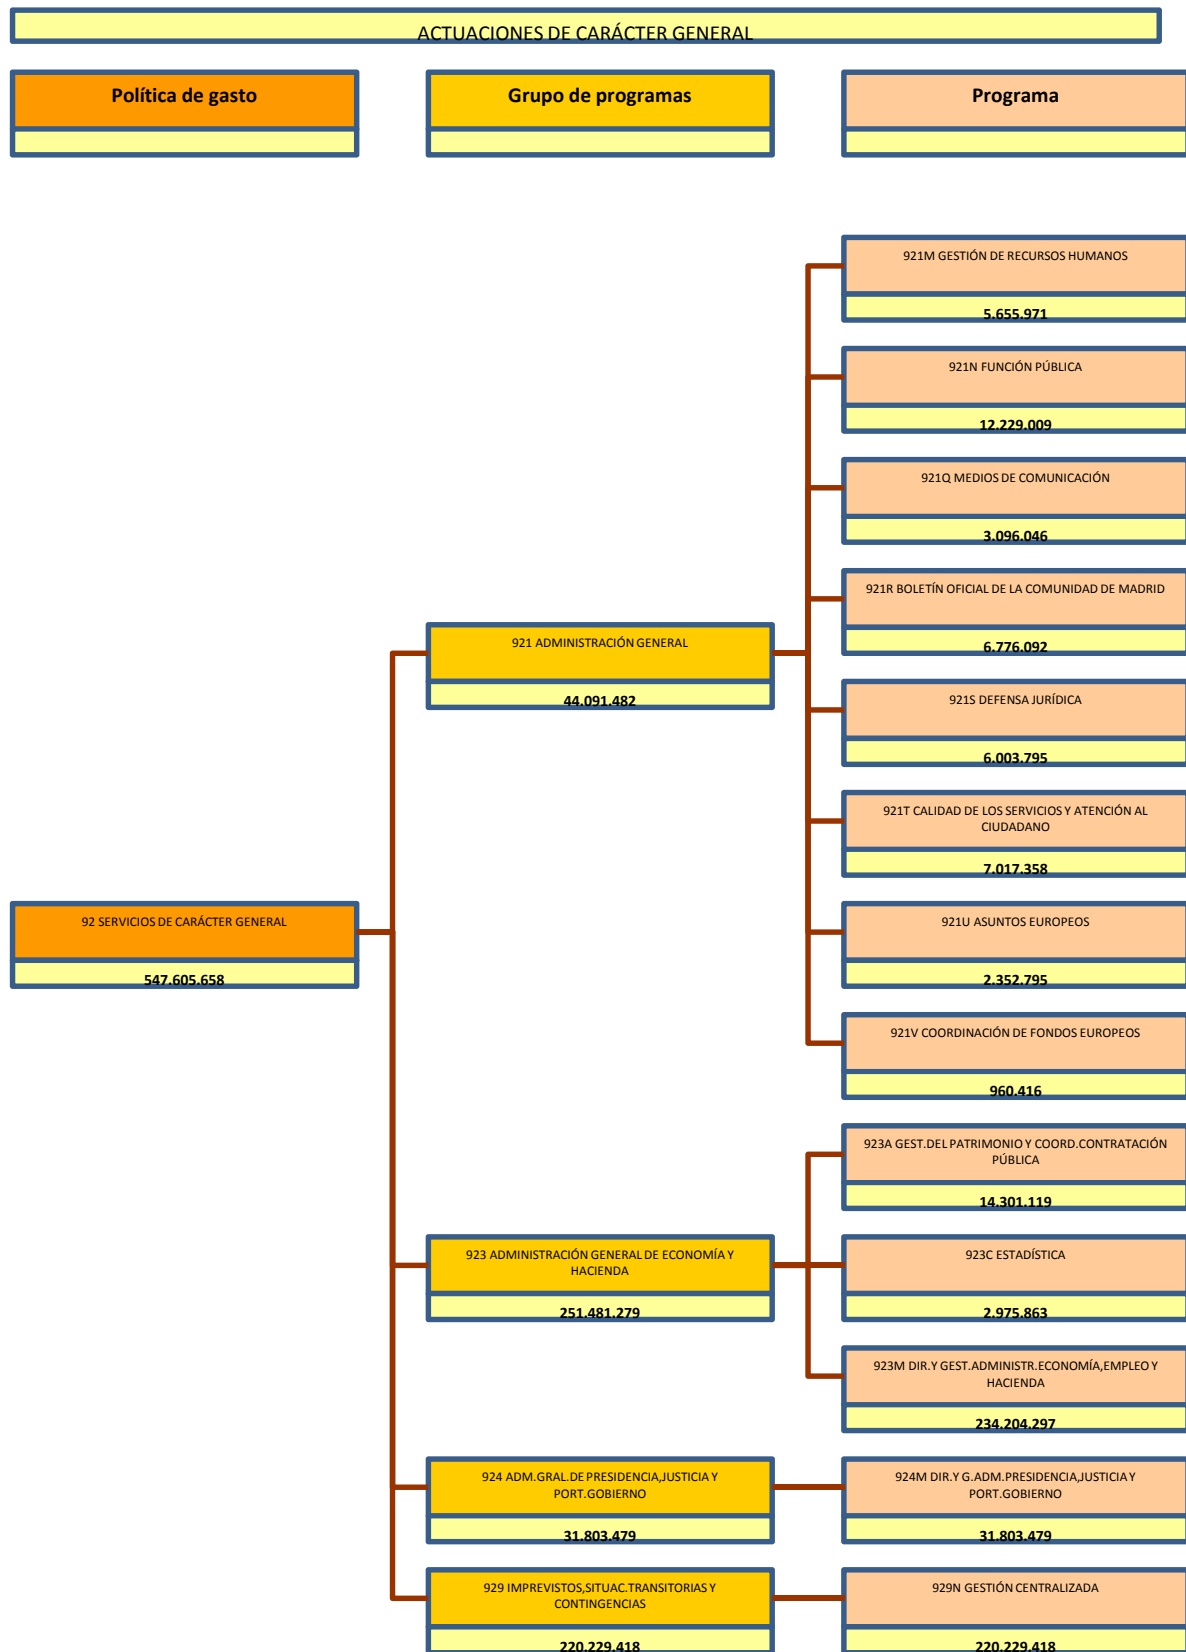 ACTUACIONES DE CARÁCTER GENERAL
Política de gasto
Grupo de programas
Programa
921M GESTIÓN DE RECURSOS HUMANOS
5.655.971
921N FUNCIÓN PÚBLICA
12.229.009
921Q MEDIOS DE COMUNICACIÓN
3.096.046
921R BOLETÍN OFICIAL DE LA COMUNIDAD DE MADRID
6.776.092
921 ADMINISTRACIÓN GENERAL
44.091.482
921S DEFENSA JURÍDICA
6.003.795
921T CALIDAD DE LOS SERVICIOS Y ATENCIÓN AL
CIUDADANO
7.017.358
92 SERVICIOS DE CARÁCTER GENERAL
547.605.658
921U ASUNTOS EUROPEOS
2.352.795
921V COORDINACIÓN DE FONDOS EUROPEOS
960.416
923A GEST.DEL PATRIMONIO Y COORD.CONTRATACIÓN
PÚBLICA
14.301.119
923 ADMINISTRACIÓN GENERAL DE ECONOMÍA Y
HACIENDA
251.481.279
923C ESTADÍSTICA
2.975.863
923M DIR.Y GEST.ADMINISTR.ECONOMÍA,EMPLEO Y
HACIENDA
234.204.297
924 ADM.GRAL.DE PRESIDENCIA,JUSTICIA Y
PORT.GOBIERNO
31.803.479
924M DIR.Y G.ADM.PRESIDENCIA,JUSTICIA Y
PORT.GOBIERNO
31.803.479
929 IMPREVISTOS,SITUAC.TRANSITORIAS Y
CONTINGENCIAS
220.229.418
929N GESTIÓN CENTRALIZADA
220.229.418